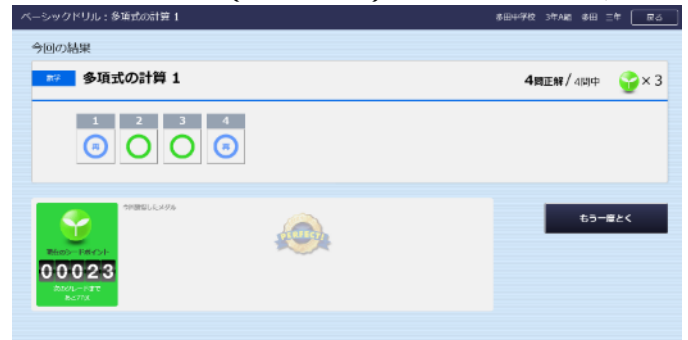 ベーシックドリル：多項式の計算 1
多田中学校 3年A組 多田 三年 戻る
今回の結果
数学 多項式の計算 1
4問正解 / 4問中 × 3
1 2 3 4
再 再
今回獲得したメダル
PERFECT
もう一度とく
現在のシードポイント
00023
次のグレードまで
あと77点